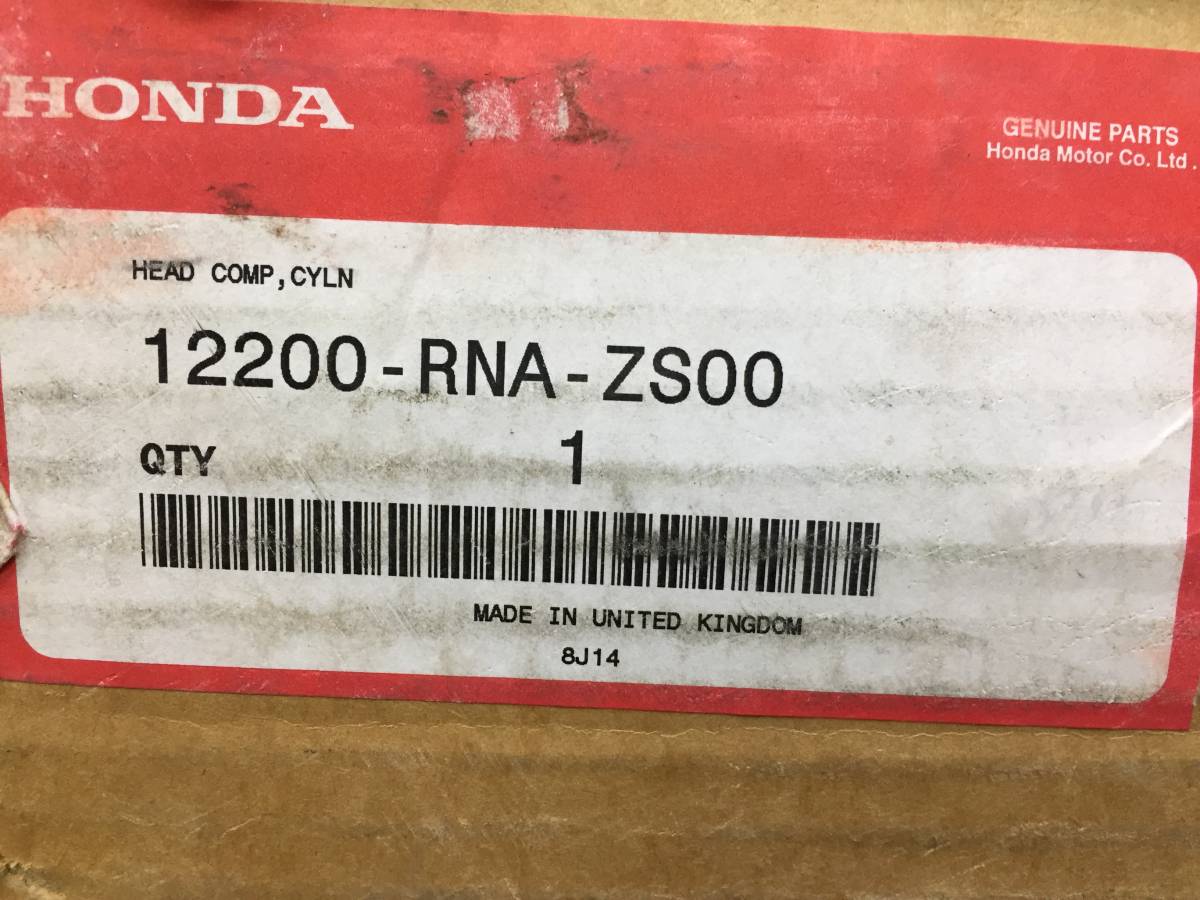 HONDA
GENUINE PARTS
Honda Motor Co. Ltd.
HEAD COMP,CYLN
12200-RNA-ZS00
QTY 1
MADE IN UNITED KINGDOM
8J14